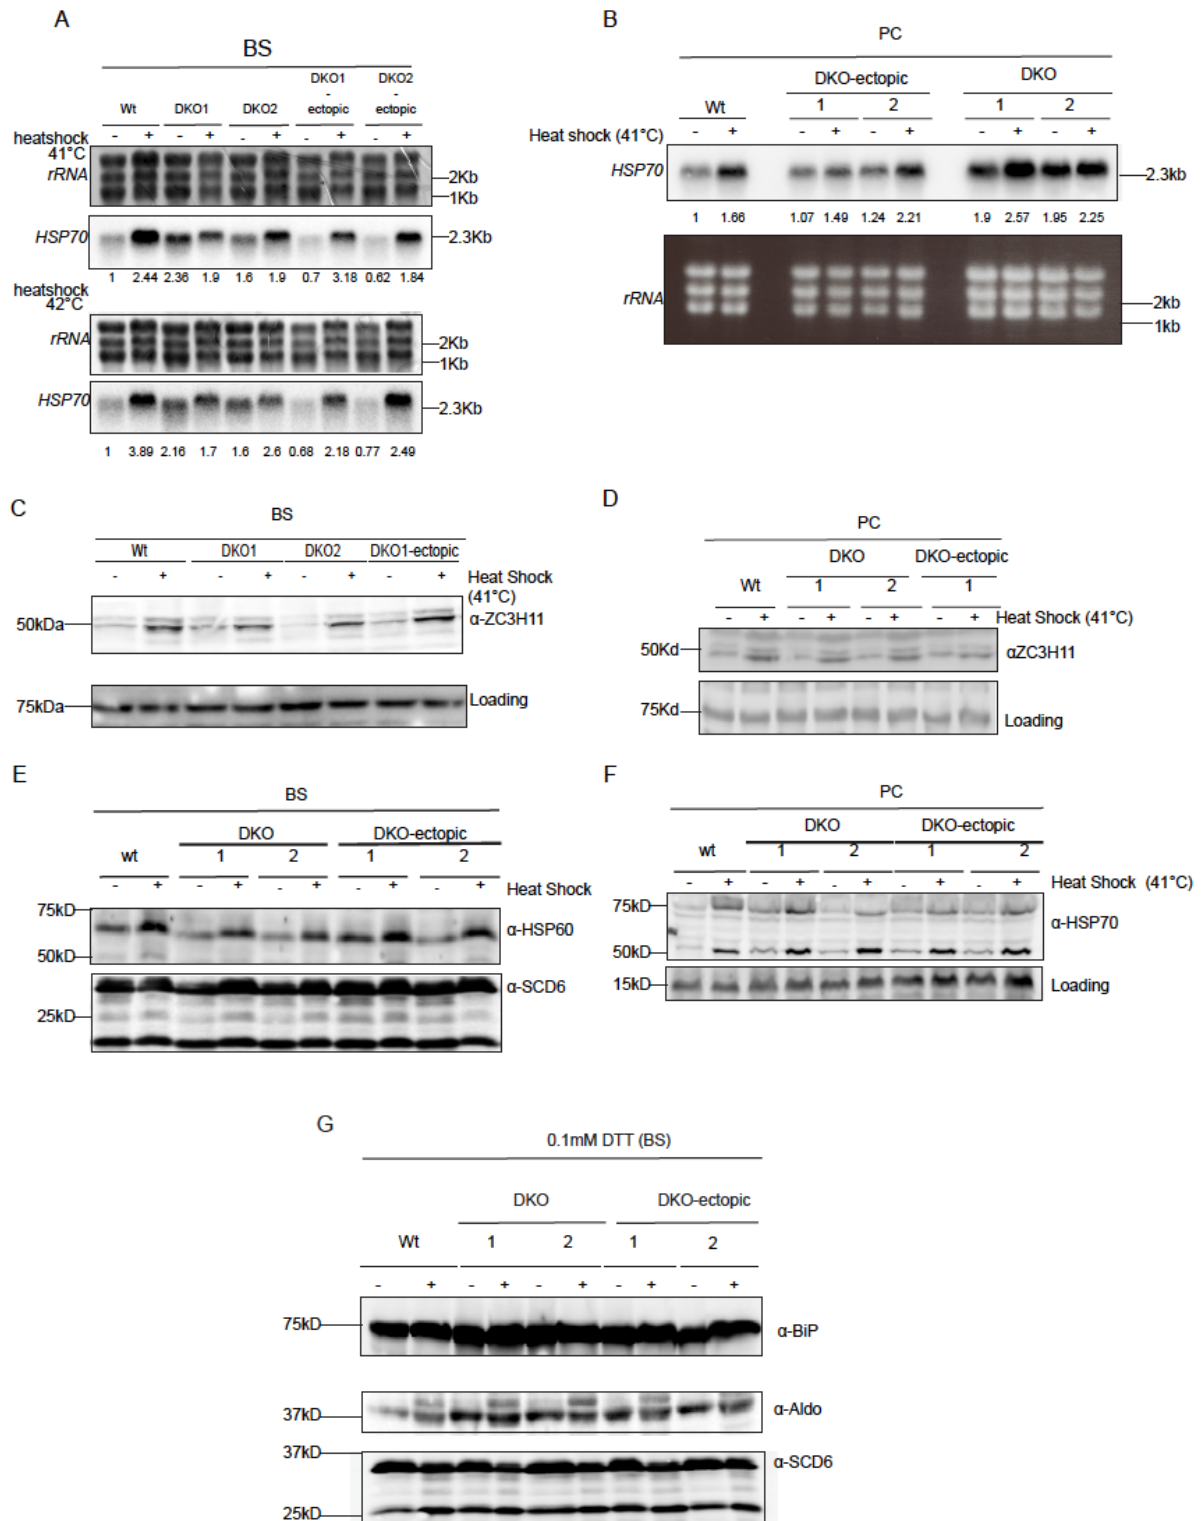 A
BS
DKO1 DKO2
- -
Wt DKO1 DKO2 ectopic ectopic
heatshock - + - + - + - + - +
41°C
rRNA
2Kb
1Kb
HSP70
2.3Kb
1 2.44 2.36 1.9 1.6 1.9 0.7 3.18 0.62 1.84
heatshock
42°C
rRNA
2Kb
1Kb
HSP70
2.3Kb
1 3.89 2.16 1.7 1.6 2.6 0.68 2.18 0.77 2.49
B
PC
DKO-ectopic DKO
Wt 1 2 1 2
Heat shock (41°C) - + - + - + - + - +
HSP70
2.3kb
1 1.66 1.07 1.49 1.24 2.21 1.9 2.57 1.95 2.25
rRNA
2kb
1kb
C
BS
Wt DKO1 DKO2 DKO1-ectopic
- + - + - + - + Heat Shock
(41°C)
50kDa α-ZC3H11
75kDa Loading
D
PC
DKO DKO-ectopic
Wt 1 2 1
- + - + - + - + Heat Shock (41°C)
50Kd αZC3H11
75Kd Loading
E
BS
DKO DKO-ectopic
wt 1 2 1 2
- + - + - + - + - + Heat Shock
75kD
α-HSP60
50kD
α-SCD6
25kD
F
PC
DKO DKO-ectopic
wt 1 2 1 2
- + - + - + - + - + Heat Shock (41°C)
75kD
α-HSP70
50kD
15kD Loading
G
0.1mM DTT (BS)
DKO DKO-ectopic
Wt 1 2 1 2
- + - + - + - + - +
75kD α-BiP
α-Aldo
37kD
37kD α-SCD6
25kD